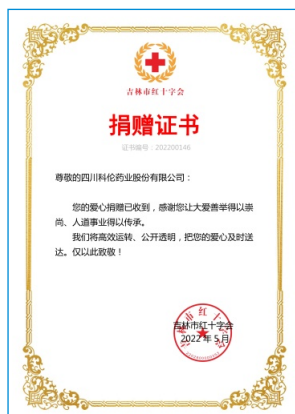 吉林市红十字会
捐赠证书
证书编号：202200146
尊敬的四川科伦药业股份有限公司：
您的爱心捐赠已收到，感谢您让大爱善举得以崇
尚、人道事业得以传承。
我们将高效运转、公开透明，把您的爱心及时送
达。仅以此致敬！
吉林市红十字会
2022 年 5 月